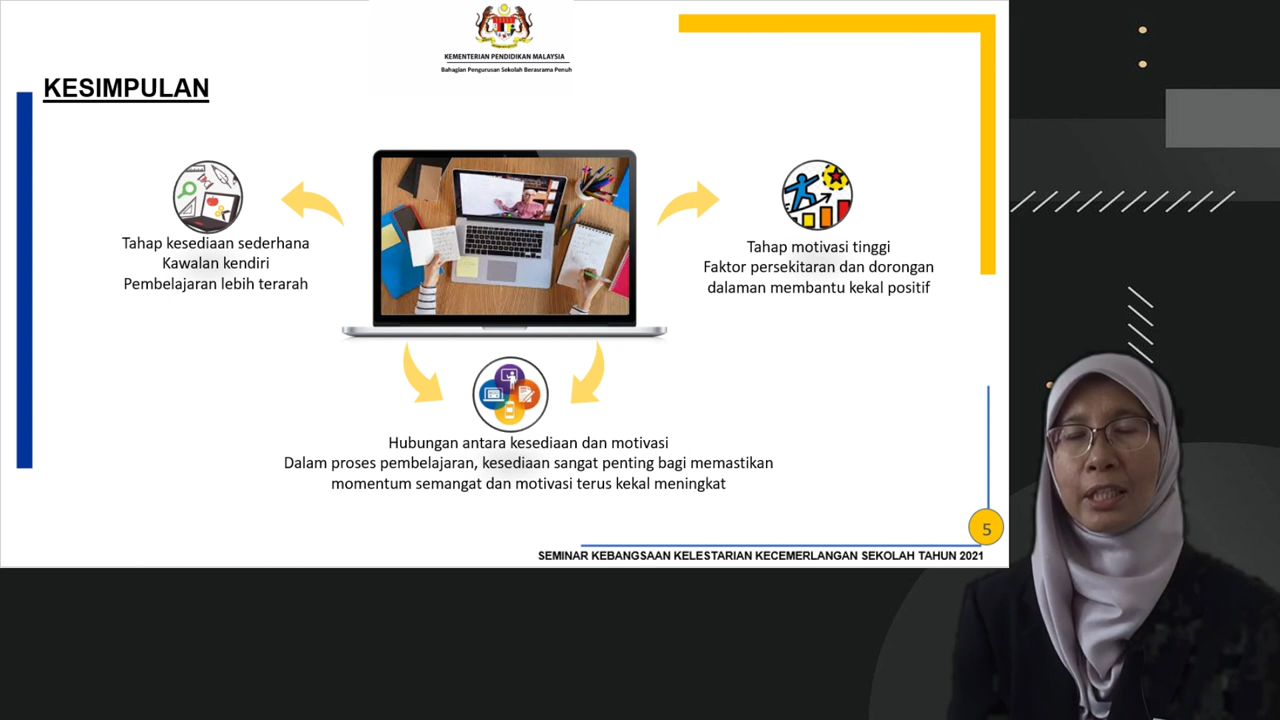 KEMENTERIAN PENDIDIKAN MALAYSIA
Bahagian Pengurusan Sekolah Berasrama Penuh
KESIMPULAN
Tahap kesediaan sederhana
Kawalan kendiri
Pembelajaran lebih terarah
Tahap motivasi tinggi
Faktor persekitaran dan dorongan
dalaman membantu kekal positif
Hubungan antara kesediaan dan motivasi
Dalam proses pembelajaran, kesediaan sangat penting bagi memastikan
momentum semangat dan motivasi terus kekal meningkat
5
SEMINAR KEBANGSAAN KELESTARIAN KECEMERLANGAN SEKOLAH TAHUN 2021